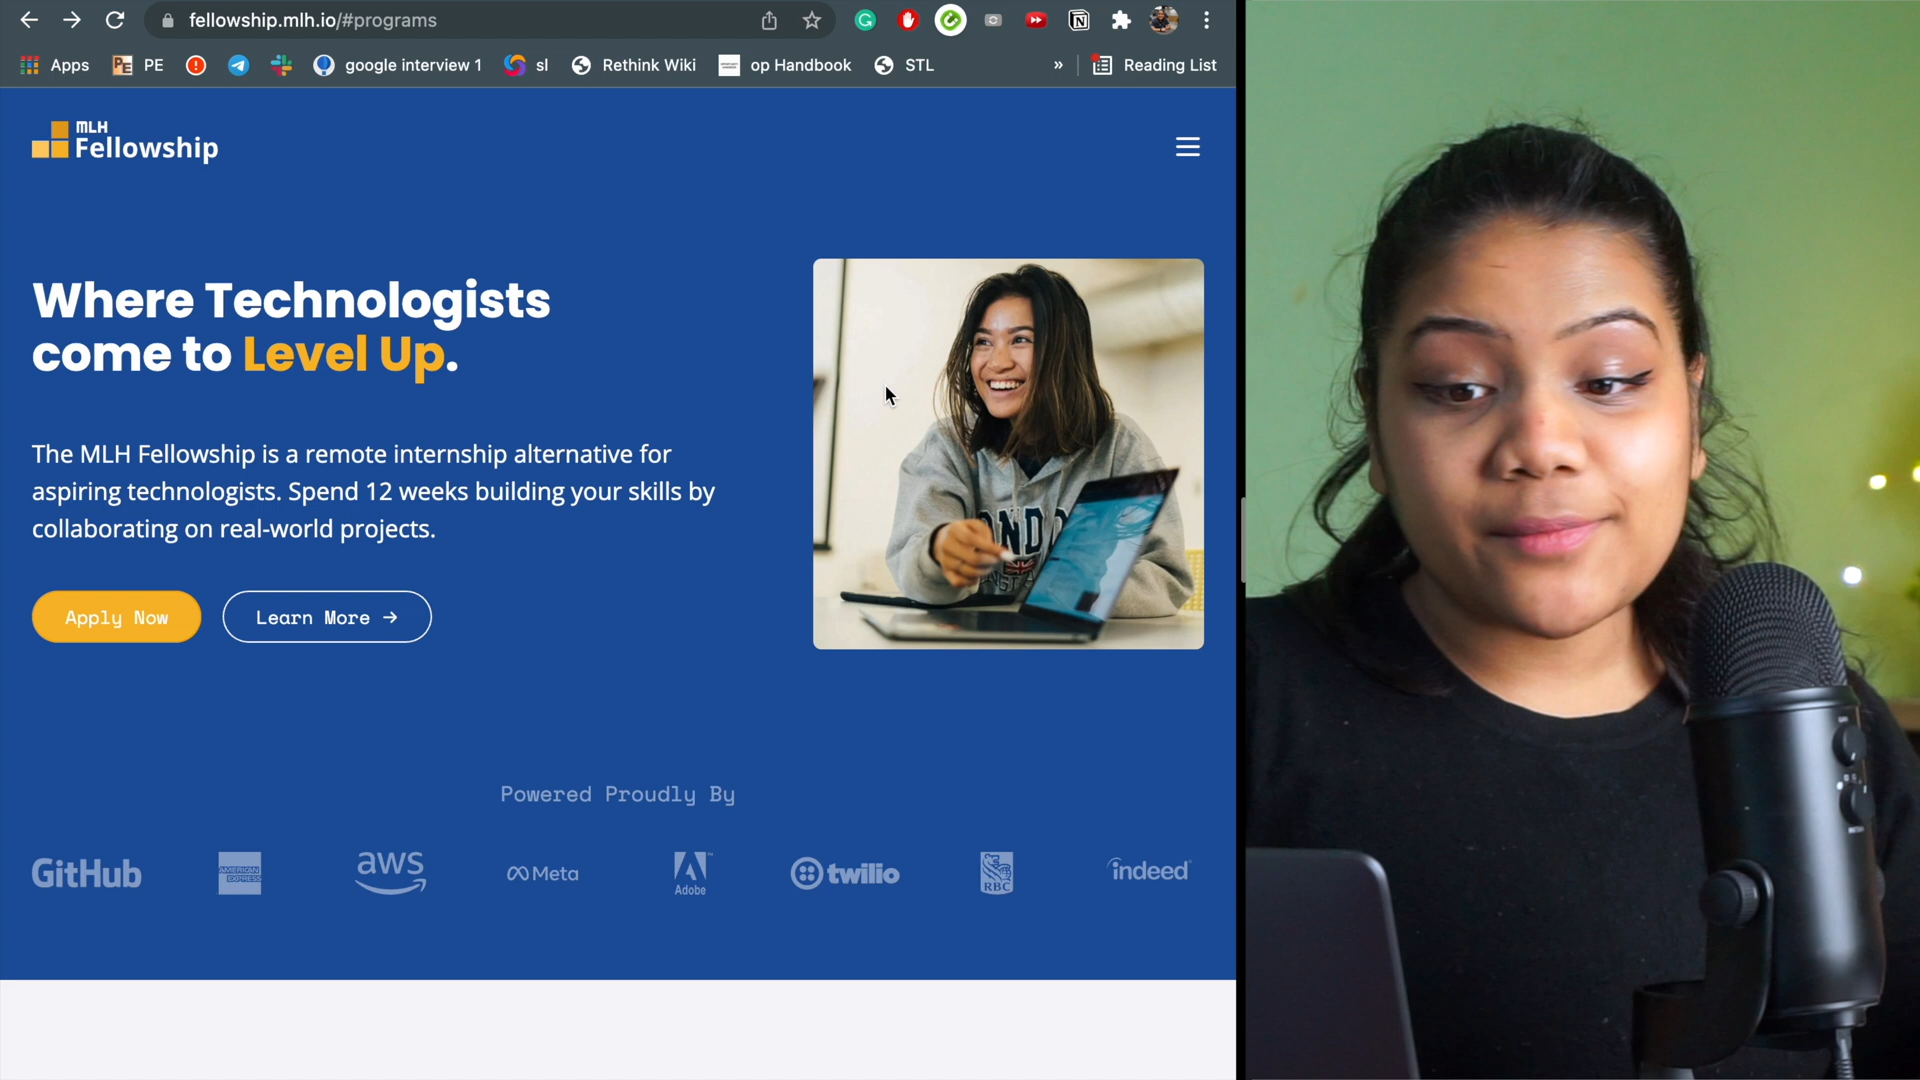 fellowship.mlh.io/#programs
Apps PE google interview 1 sl Rethink Wiki op Handbook STL » Reading List
MLH
Fellowship
Where Technologists
come to Level Up.
The MLH Fellowship is a remote internship alternative for
aspiring technologists. Spend 12 weeks building your skills by
collaborating on real-world projects.
Apply Now Learn More →
Powered Proudly By
GitHub AMERICAN EXPRESS aws Meta Adobe twilio RBC indeed